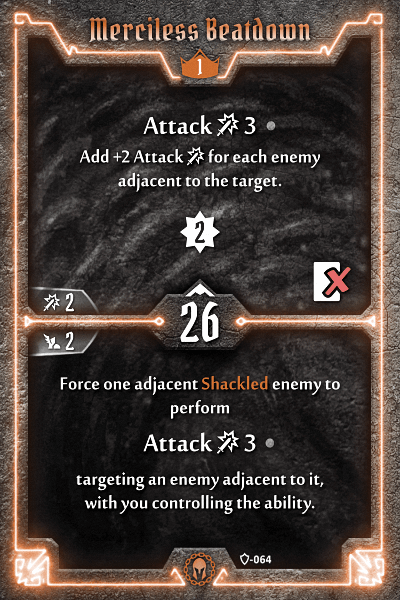 Merciless Beatdown
1
Attack 3
Add +2 Attack for each enemy
adjacent to the target.
2
2
26
2
Force one adjacent Shackled enemy to
perform
Attack 3
targeting an enemy adjacent to it,
with you controlling the ability.
-064